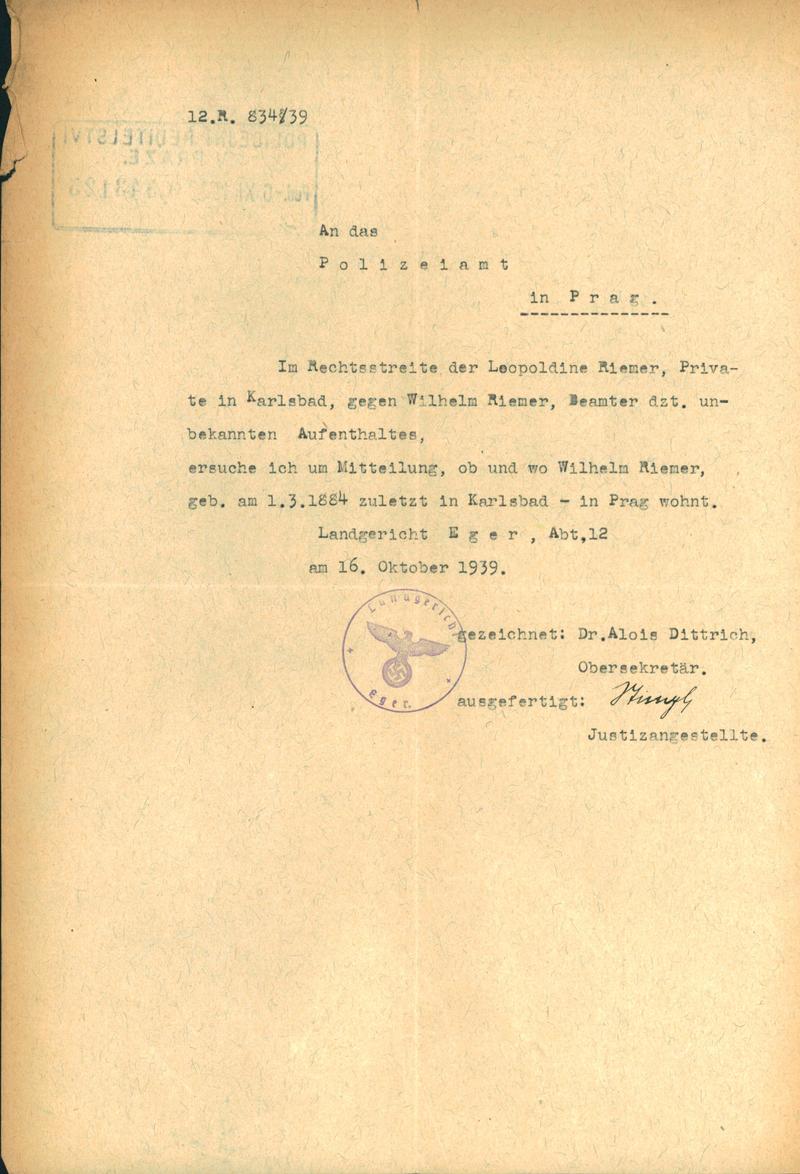 12.R. 834/39
An das
P o l i z e i a m t
in P r a g .
Im Rechtsstreite der Leopoldine Riemer, Priva-
te in Karlsbad, gegen Wilhelm Riemer, Beamter dzt. un-
bekannten Aufenthaltes,
ersuche ich um Mitteilung, ob und wo Wilhelm Riemer,
geb. am 1.3.1884 zuletzt in Karlsbad - in Prag wohnt.
Landgericht E g e r , Abt,12
am 16. Oktober 1939.
Landgericht
Eger.
gezeichnet: Dr.Alois Dittrich,
Obersekretär.
ausgefertigt:
Justizangestellte.